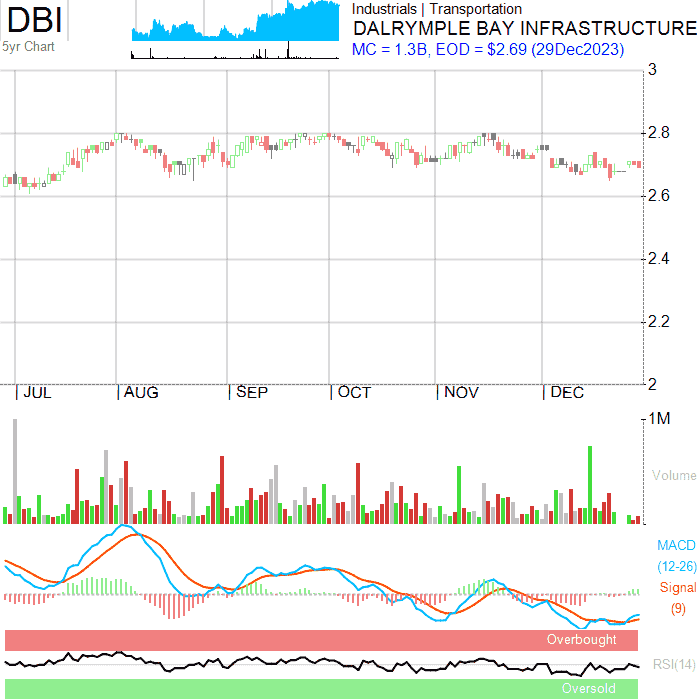 DBI
5yr Chart
Industrials | Transportation
DALRYMPLE BAY INFRASTRUCTURE
MC = 1.3B, EOD = $2.69 (29Dec2023)
3
2.8
2.6
2.4
2.2
2
JUL AUG SEP OCT NOV DEC
1M
Volume
MACD
(12-26)
Signal
(9)
Overbought
RSI(14)
Oversold